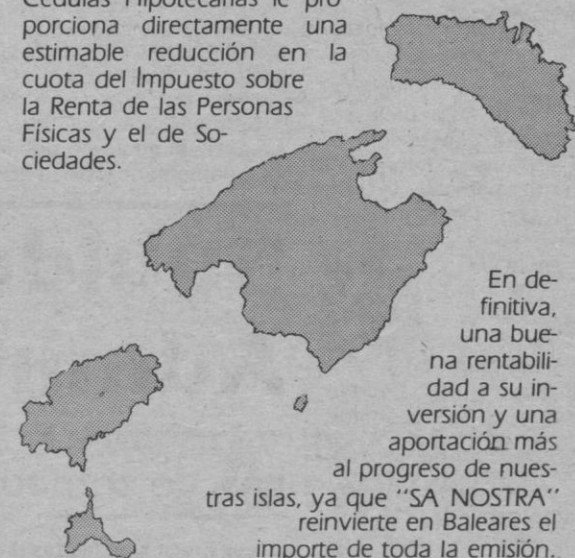 Cédulas Hipotecarias le pro-
porciona directamente una
estimable reducción en la
cuota del Impuesto sobre
la Renta de las Personas
Físicas y el de So-
ciedades.
En de-
finitiva,
una bue-
na rentabili-
dad a su in-
versión y una
aportación más
al progreso de nues-
tras islas, ya que "SA NOSTRA"
reinvierte en Baleares el
importe de toda la emisión.